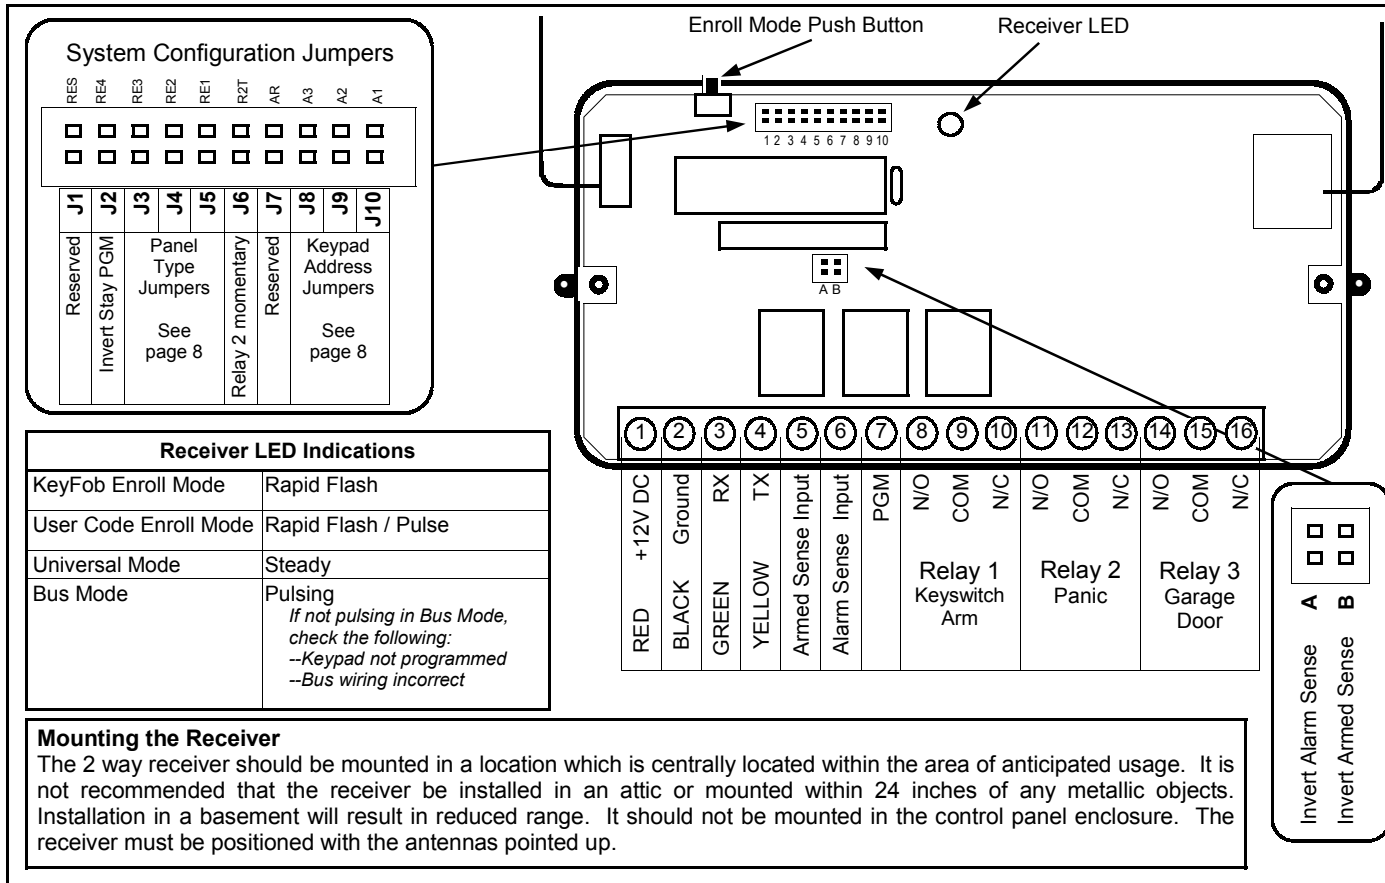 Enroll Mode Push Button
Receiver LED
System Configuration Jumpers
RES RE4 RE3 RE2 RE1 R2T AR A3 A2 A1
J1 J2 J3 J4 J5 J6 J7 J8 J9 J10
Reserved
Invert Stay PGM
Panel
Type
Jumpers
See
page 8
Relay 2 momentary
Reserved
Keypad
Address
Jumpers
See
page 8
1 2 3 4 5 6 7 8 9 10
A B
1 2 3 4 5 6 7 8 9 10 11 12 13 14 15 16
RED +12V DC
BLACK Ground
GREEN RX
YELLOW TX
Armed Sense Input
Alarm Sense Input
PGM
N/O
COM
N/C
N/O
COM
N/C
N/O
COM
N/C
Relay 1
Keyswitch
Arm
Relay 2
Panic
Relay 3
Garage
Door
Invert Alarm Sense A
Invert Armed Sense B
Receiver LED Indications
KeyFob Enroll Mode Rapid Flash
User Code Enroll Mode Rapid Flash / Pulse
Universal Mode Steady
Bus Mode Pulsing
If not pulsing in Bus Mode,
check the following:
--Keypad not programmed
--Bus wiring incorrect
Mounting the Receiver
The 2 way receiver should be mounted in a location which is centrally located within the area of anticipated usage. It is
not recommended that the receiver be installed in an attic or mounted within 24 inches of any metallic objects.
Installation in a basement will result in reduced range. It should not be mounted in the control panel enclosure. The
receiver must be positioned with the antennas pointed up.